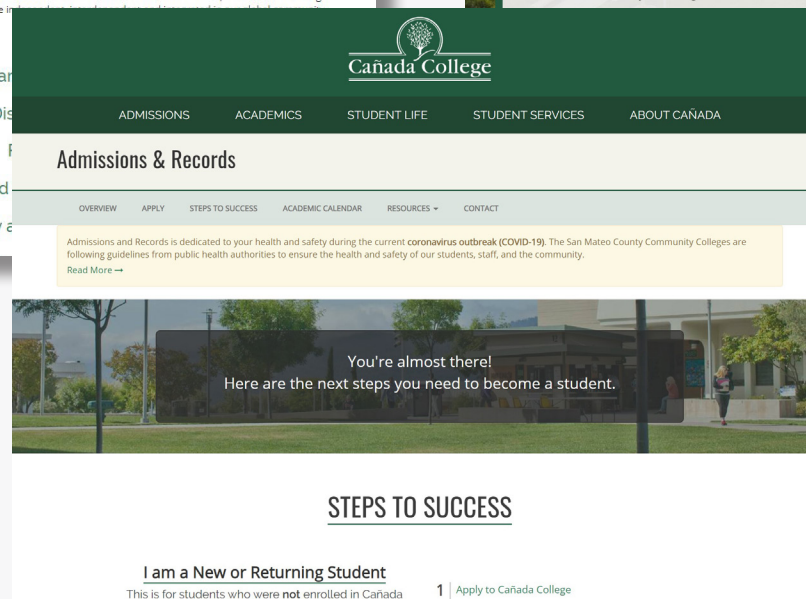 Cañada College
ADMISSIONS ACADEMICS STUDENT LIFE STUDENT SERVICES ABOUT CAÑADA
Admissions & Records
OVERVIEW APPLY STEPS TO SUCCESS ACADEMIC CALENDAR RESOURCES CONTACT
Admissions and Records is dedicated to your health and safety during the current coronavirus outbreak (COVID-19). The San Mateo County Community Colleges are
following guidelines from public health authorities to ensure the health and safety of our students, staff, and the community.
Read More →
You're almost there!
Here are the next steps you need to become a student.
STEPS TO SUCCESS
I am a New or Returning Student
This is for students who were not enrolled in Cañada
1 Apply to Cañada College